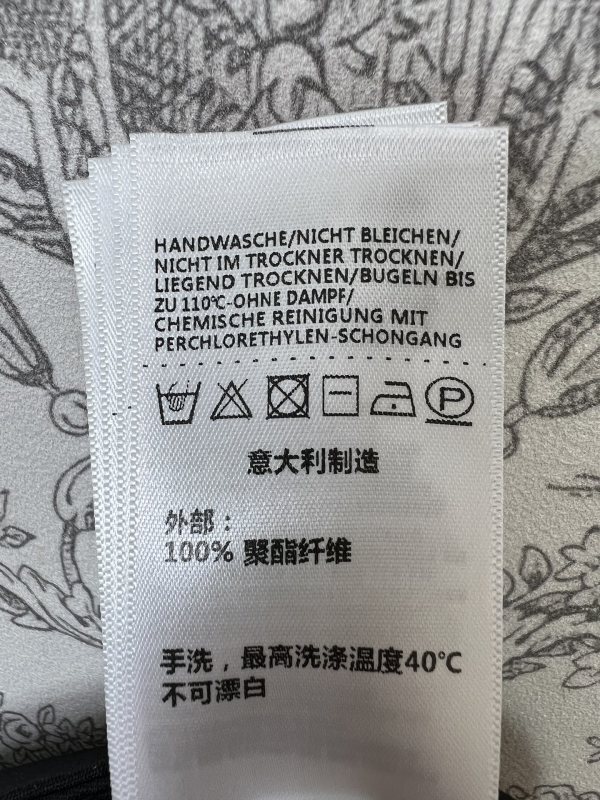 HANDWASCHE/NICHT BLEICHEN/
NICHT IM TROCKNER TROCKNEN/
LIEGEND TROCKNEN/BUGELN BIS
ZU 110℃-OHNE DAMPF/
CHEMISCHE REINIGUNG MIT
PERCHLORETHYLEN-SCHONGANG
P
意大利制造
外部：
100% 聚酯纤维
手洗，最高洗涤温度40℃
不可漂白